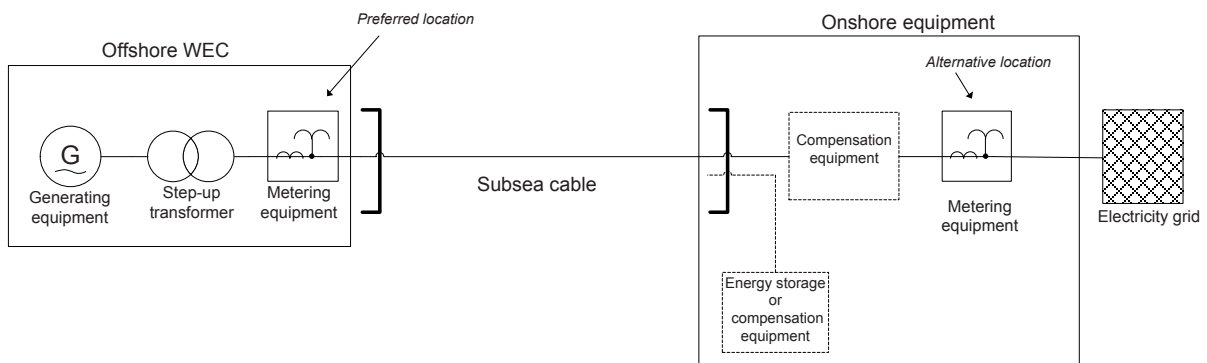 Preferred location
Onshore equipment
Offshore WEC
Alternative location
G
Generating
equipment
Step-up
transformer
Metering
equipment
Subsea cable
Compensation
equipment
Metering
equipment
Electricity grid
Energy storage
or
compensation
equipment